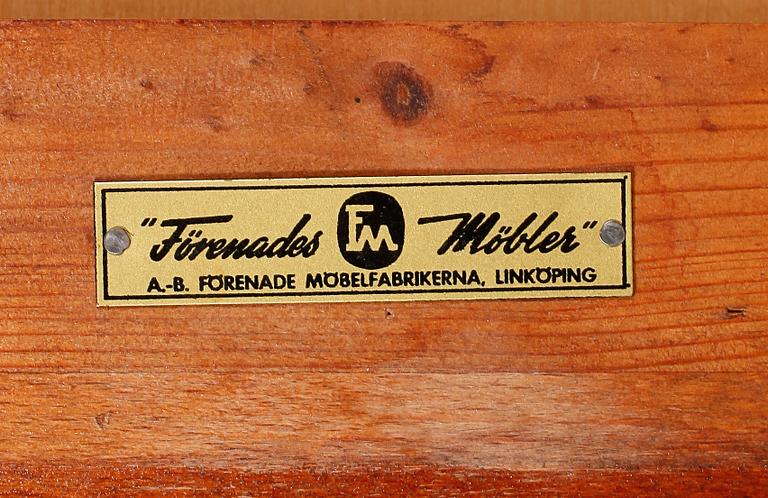 "Förenades FM Möbler"
A.-B. FÖRENADE MÖBELFABRIKERNA, LINKÖPING